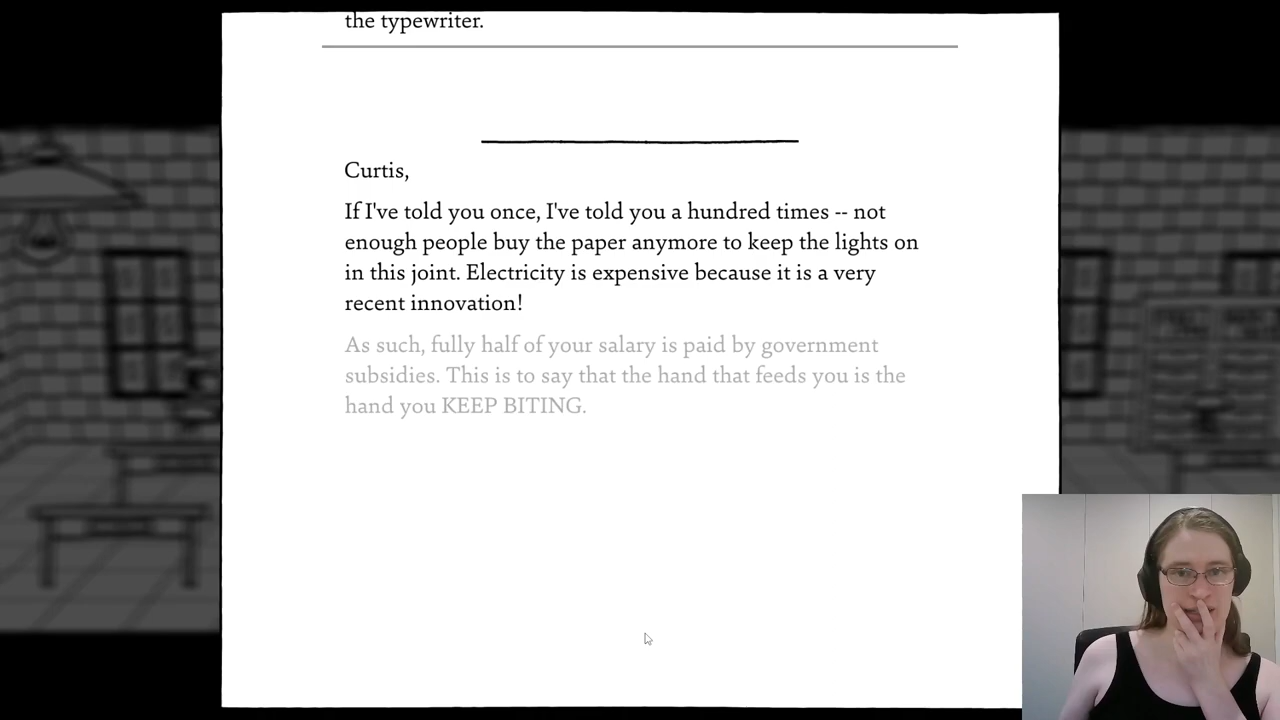 the typewriter.
Curtis,
If I've told you once, I've told you a hundred times -- not
enough people buy the paper anymore to keep the lights on
in this joint. Electricity is expensive because it is a very
recent innovation!
As such, fully half of your salary is paid by government
subsidies. This is to say that the hand that feeds you is the
hand you KEEP BITING.